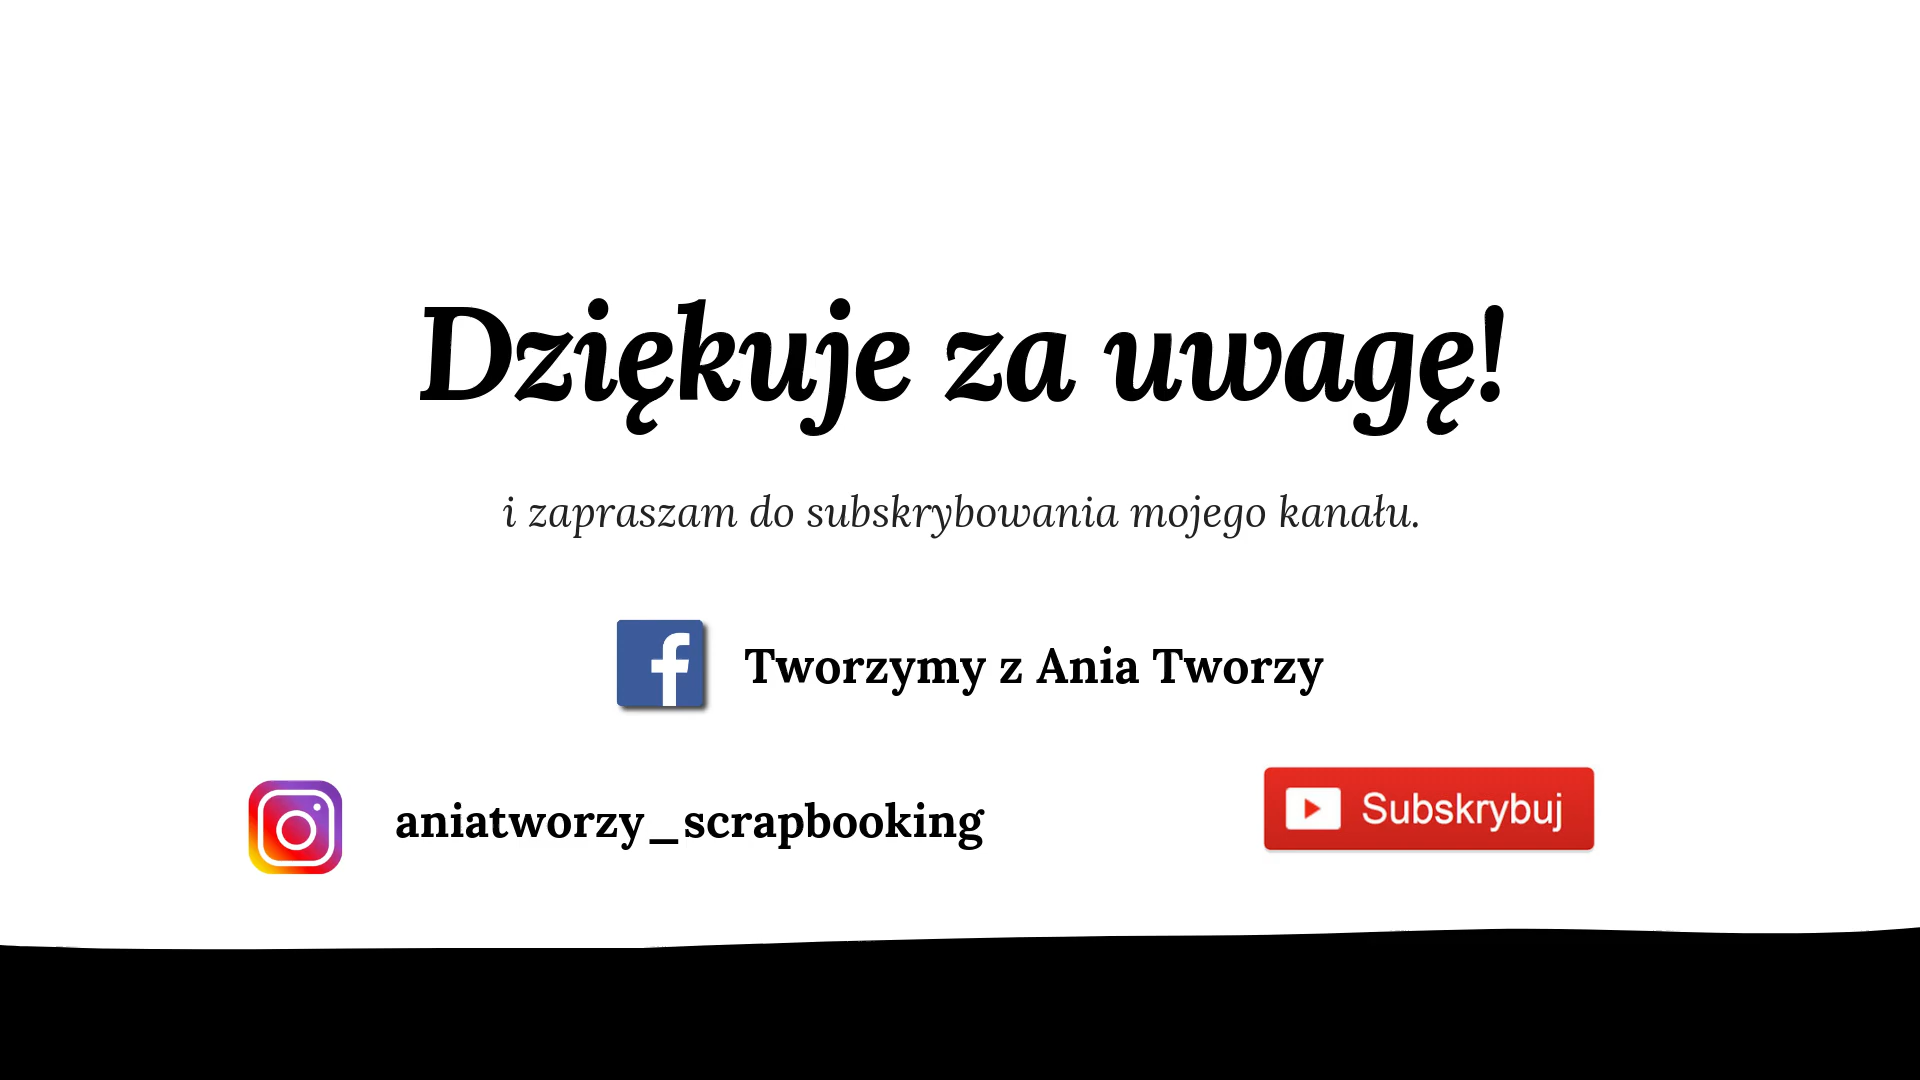 Dziękuje za uwagę!
i zapraszam do subskrybowania mojego kanału.
Tworzymy z Ania Tworzy
aniatworzy_scrapbooking
Subskrybuj